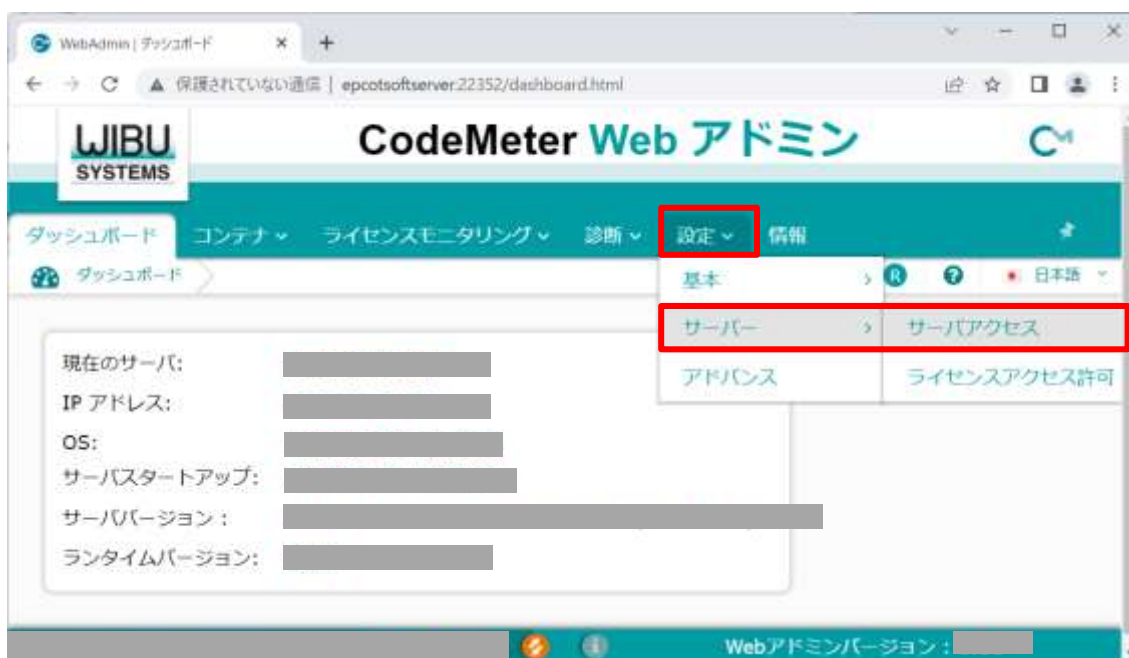 WebAdmin | ダッシュボード
保護されていない通信 | epcotsoftserver:22352/dashboard.html
WIBU
SYSTEMS
CodeMeter Web アドミン
ダッシュボード コンテナ ライセンスモニタリング 診断 設定 情報
ダッシュボード
基本
R ? 日本語
サーバー
サーバアクセス
アドバンス
ライセンスアクセス許可
現在のサーバ:
IP アドレス:
OS:
サーバスタートアップ:
サーババージョン :
ランタイムバージョン:
Webアドミンバージョン :